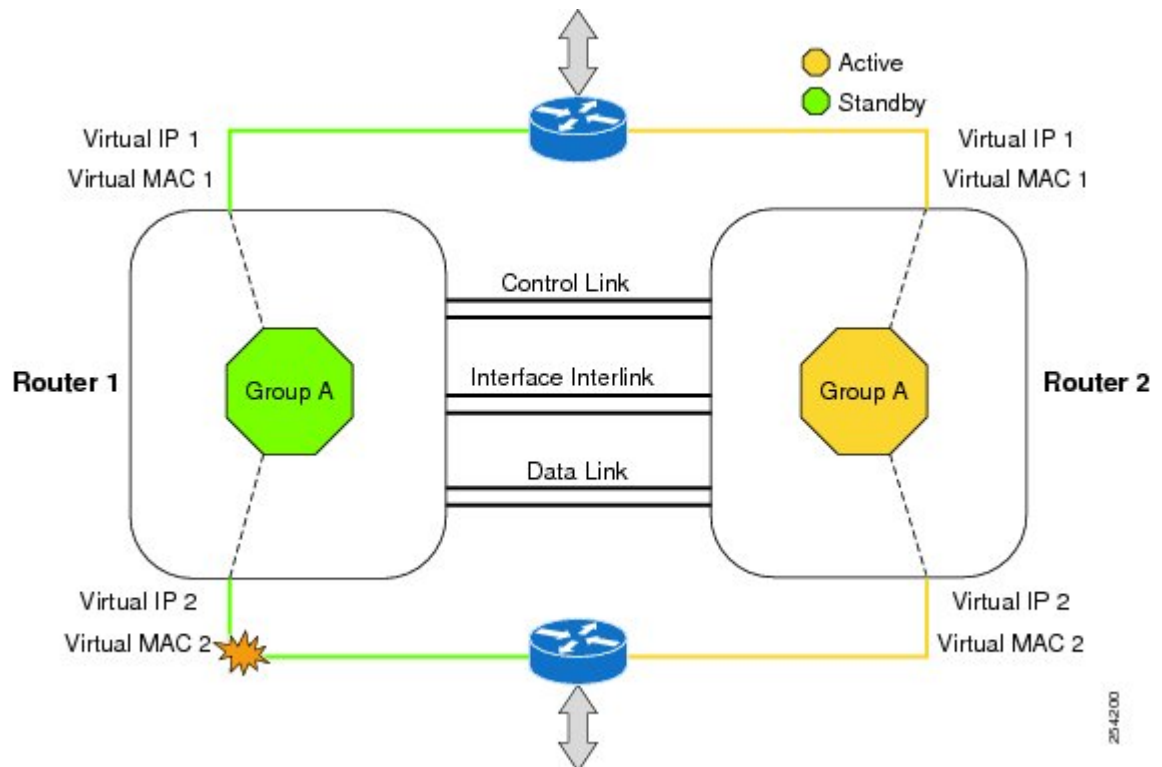 Active
Standby
Virtual IP 1
Virtual MAC 1
Virtual IP 1
Virtual MAC 1
Control Link
Interface Interlink
Data Link
Router 1
Group A
Group A
Router 2
Virtual IP 2
Virtual MAC 2
Virtual IP 2
Virtual MAC 2
254200